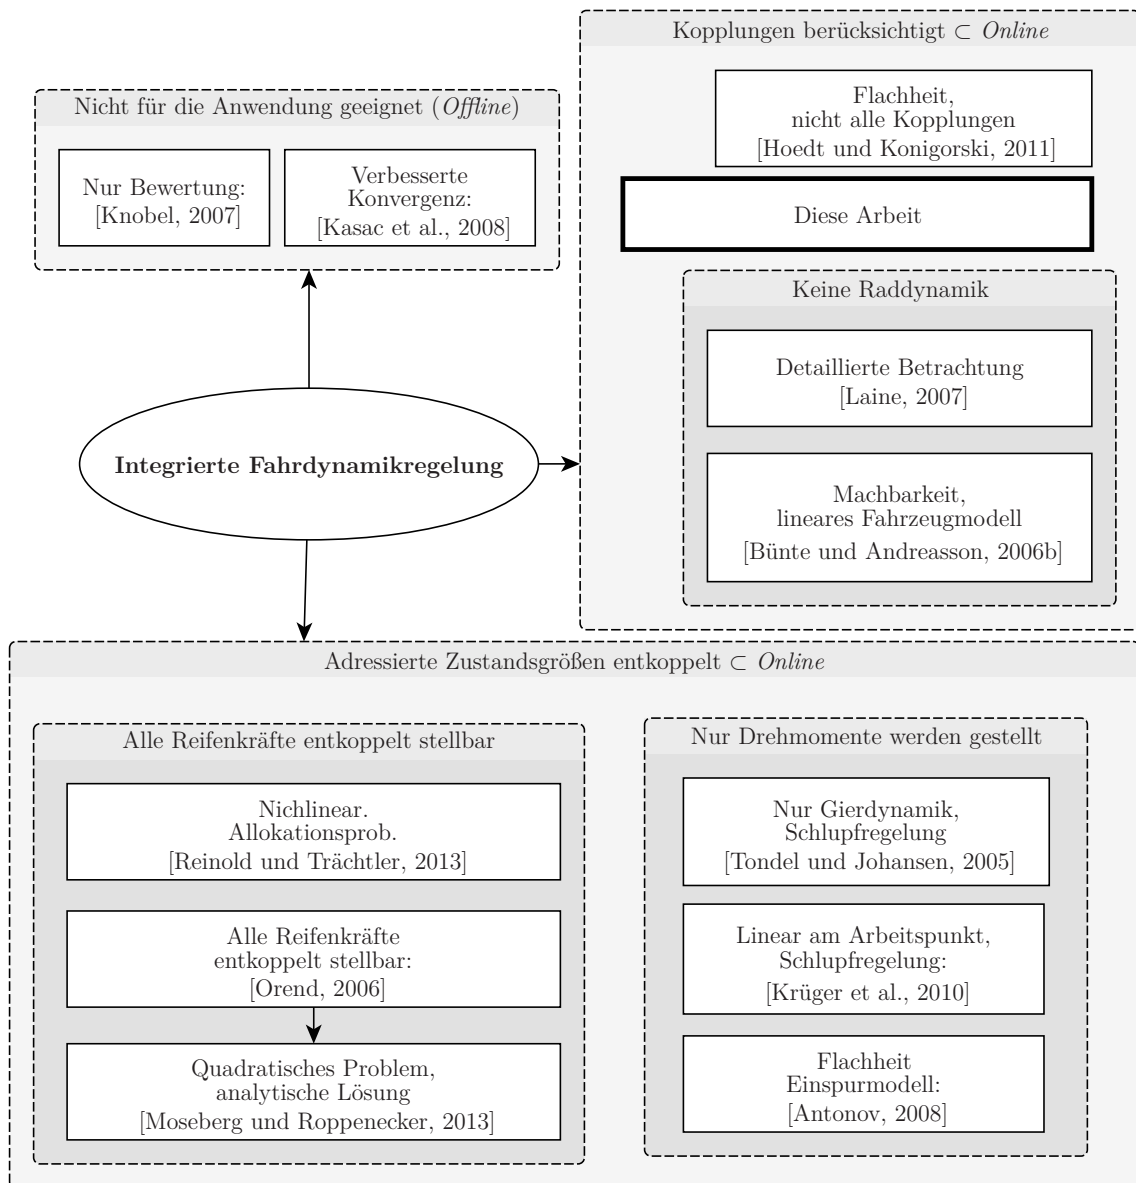 Kopplungen berücksichtigt ⊂ Online
Flachheit,
nicht alle Kopplungen
[Hoedt und Konigorski, 2011]
Diese Arbeit
Keine Raddynamik
Detaillierte Betrachtung
[Laine, 2007]
Machbarkeit,
lineares Fahrzeugmodell
[Bünte und Andreasson, 2006b]
Nicht für die Anwendung geeignet (Offline)
Nur Bewertung:
[Knobel, 2007]
Verbesserte
Konvergenz:
[Kasac et al., 2008]
Integrierte Fahrdynamikregelung
Adressierte Zustandsgrößen entkoppelt ⊂ Online
Alle Reifenkräfte entkoppelt stellbar
Nichlinear.
Allokationsprob.
[Reinold und Trächtler, 2013]
Alle Reifenkräfte
entkoppelt stellbar:
[Orend, 2006]
Quadratisches Problem,
analytische Lösung
[Moseberg und Roppenecker, 2013]
Nur Drehmomente werden gestellt
Nur Gierdynamik,
Schlupfregelung
[Tondel und Johansen, 2005]
Linear am Arbeitspunkt,
Schlupfregelung:
[Krüger et al., 2010]
Flachheit
Einspurmodell:
[Antonov, 2008]